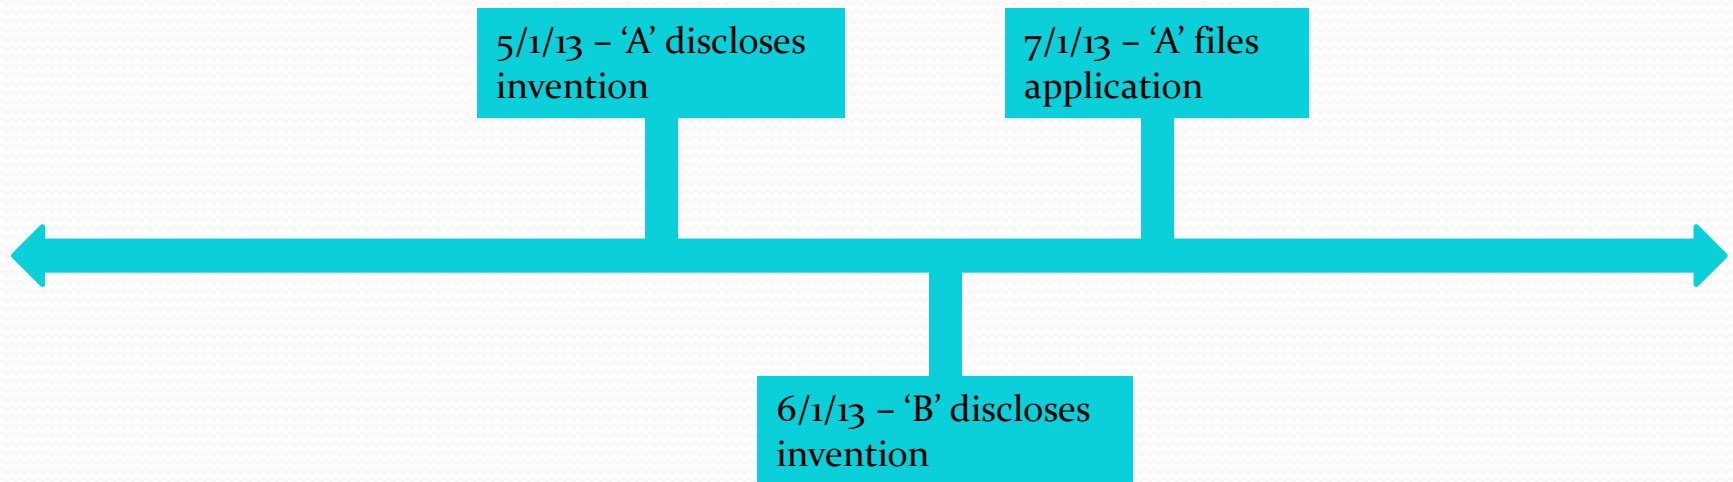 5/1/13 – ‘A’ discloses
invention
7/1/13 – ‘A’ files
application
6/1/13 – ‘B’ discloses
invention